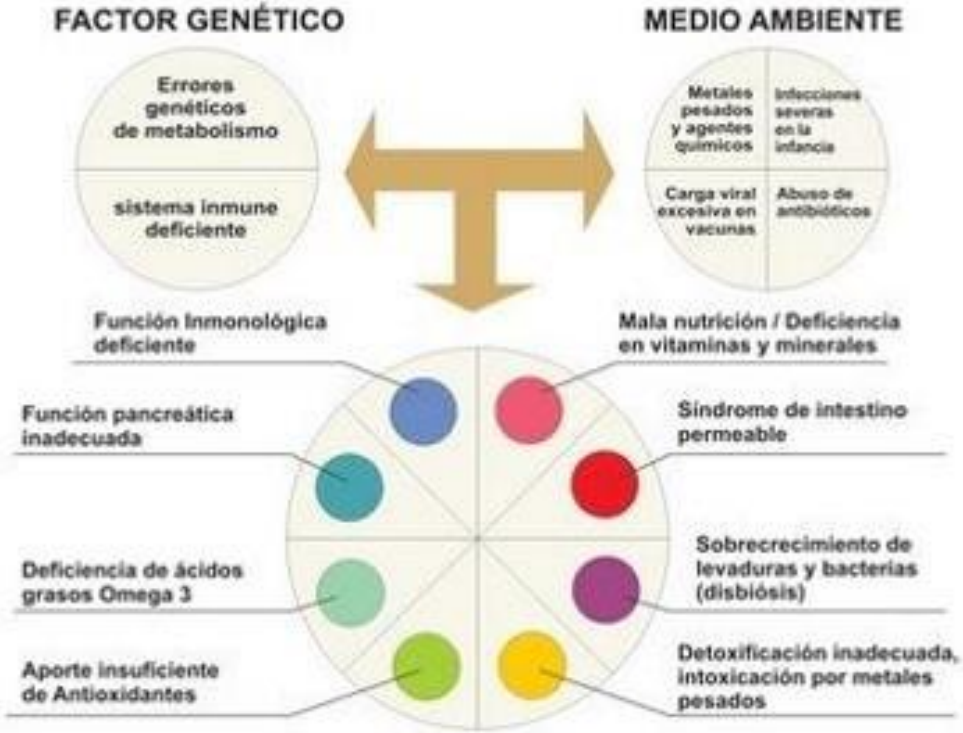 FACTOR GENÉTICO
MEDIO AMBIENTE
Errores
genéticos
de metabolismo
sistema inmune
deficiente
Metales
pesados
y agentes
químicos
Infecciones
severas
en la
infancia
Carga viral
excesiva en
vacunas
Abuso de
antibióticos
Función Inmonológica
deficiente
Mala nutrición / Deficiencia
en vitaminas y minerales
Función pancreática
inadecuada
Síndrome de intestino
permeable
Deficiencia de ácidos
grasos Omega 3
Sobrecrecimiento de
levaduras y bacterias
(disbiósis)
Aporte insuficiente
de Antioxidantes
Detoxificación inadecuada,
intoxicación por metales
pesados